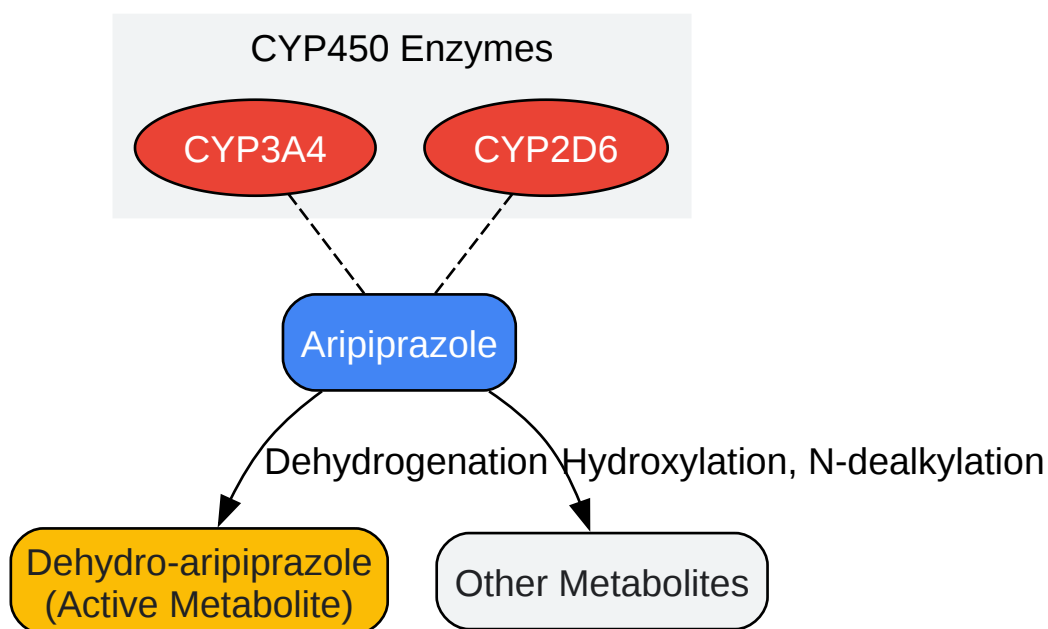 CYP450 Enzymes
CYP3A4
CYP2D6
Aripiprazole
Dehydrogenation
Hydroxylation, N-dealkylation
Dehydro-aripiprazole
(Active Metabolite)
Other Metabolites